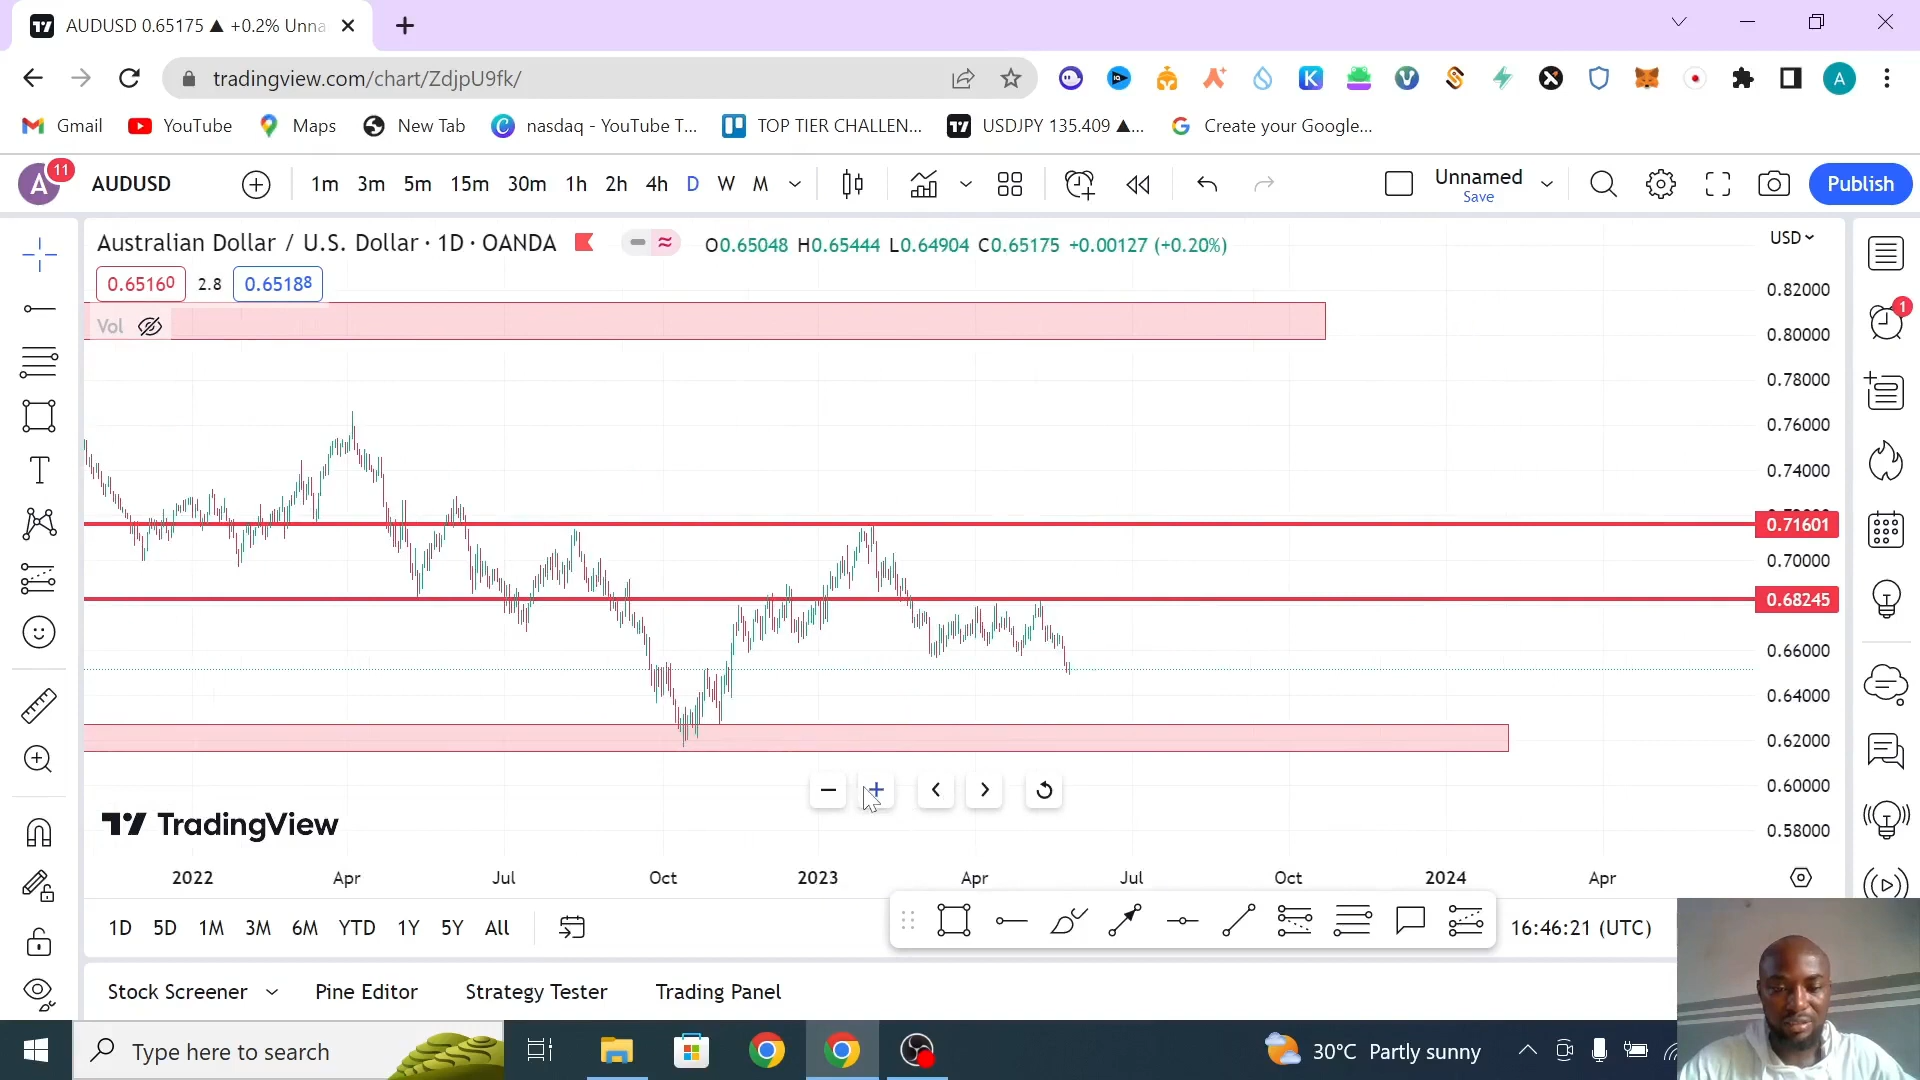 AUDUSD 0.65175 ▲ +0.2% Unna
tradingview.com/chart/ZdjpU9fk/
A
Gmail
YouTube
Maps
New Tab
nasdaq - YouTube T...
TOP TIER CHALLEN...
USDJPY 135.409 ▲...
Create your Google...
A
11
AUDUSD
1m 3m 5m 15m 30m 1h 2h 4h D W M
Unnamed
Save
Publish
Australian Dollar / U.S. Dollar · 1D · OANDA
O0.65048 H0.65444 L0.64904 C0.65175 +0.00127 (+0.20%)
USD
0.65160
2.8
0.65188
Vol
1
0.82000
0.80000
0.78000
0.76000
0.74000
0.71601
0.70000
0.68245
0.66000
0.64000
0.62000
0.60000
0.58000
TradingView
2022 Apr Jul Oct 2023 Apr Jul Oct 2024 Apr
1D 5D 1M 3M 6M YTD 1Y 5Y All
16:46:21 (UTC)
Stock Screener
Pine Editor
Strategy Tester
Trading Panel
Type here to search
30°C Partly sunny